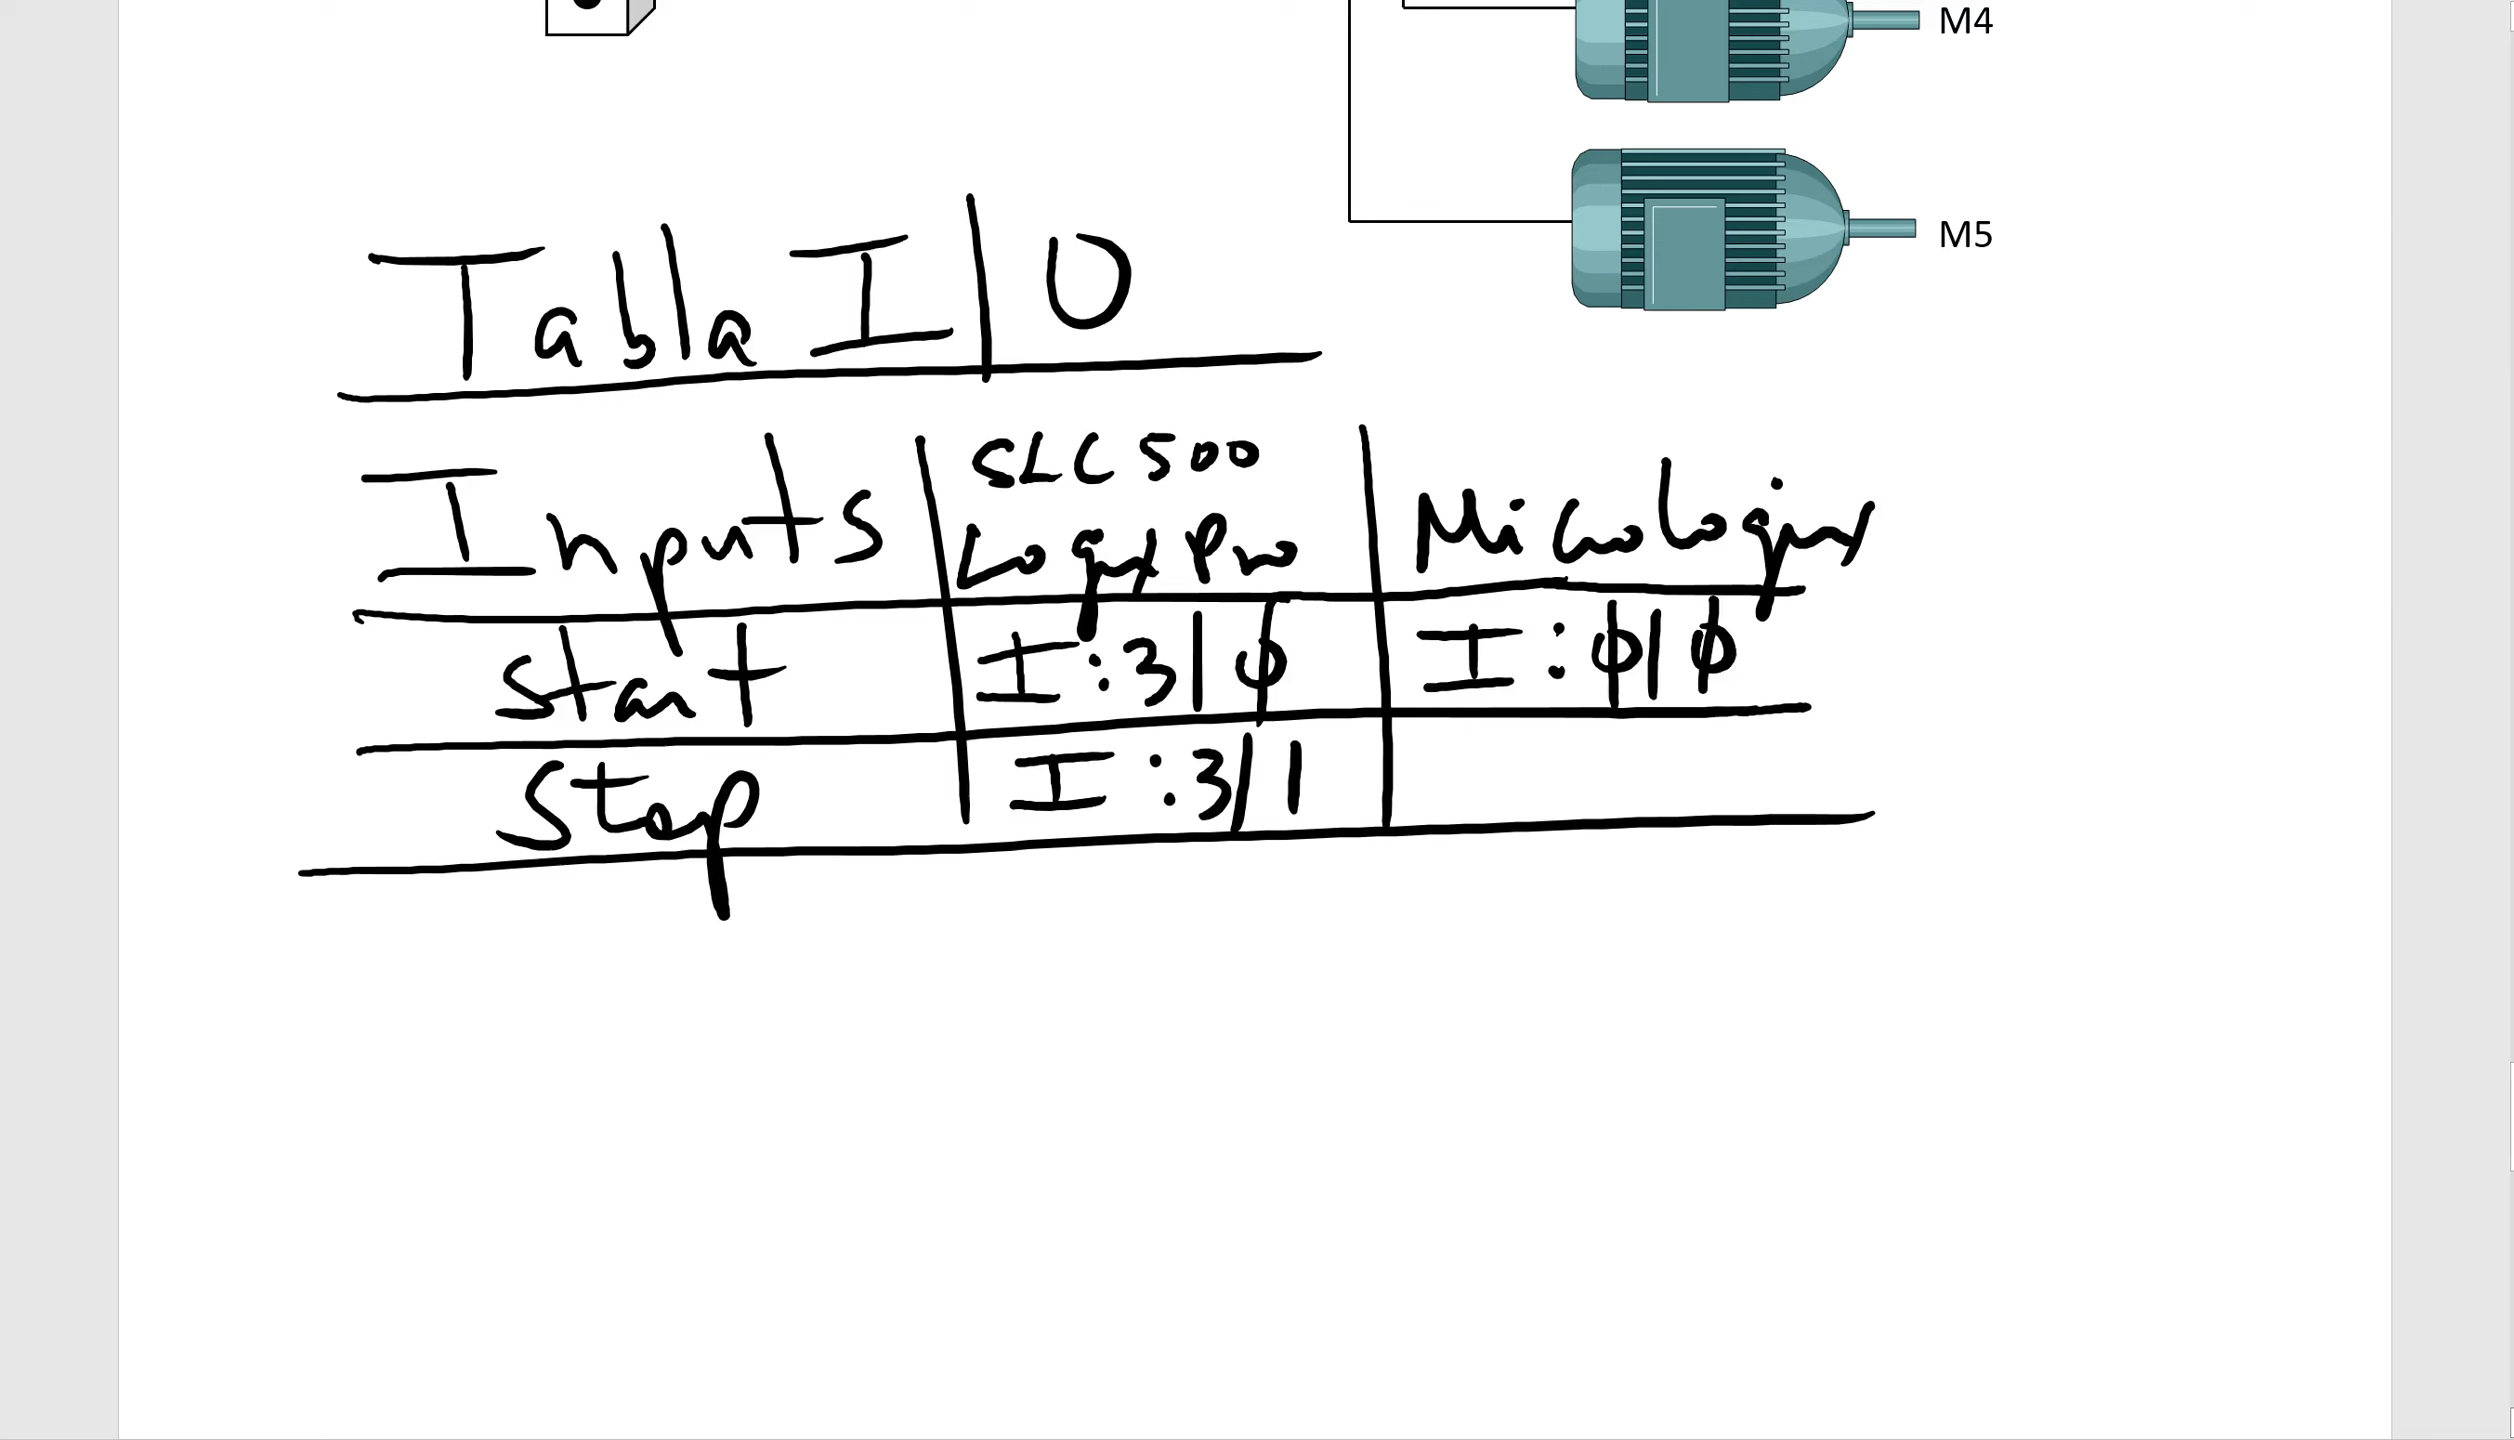 M4
M5
Tabla I/O
Inputs | SLC 500 LogixPro | MicroLogix
Start | I:3/0 | I:0/0
Stop | I:3/1